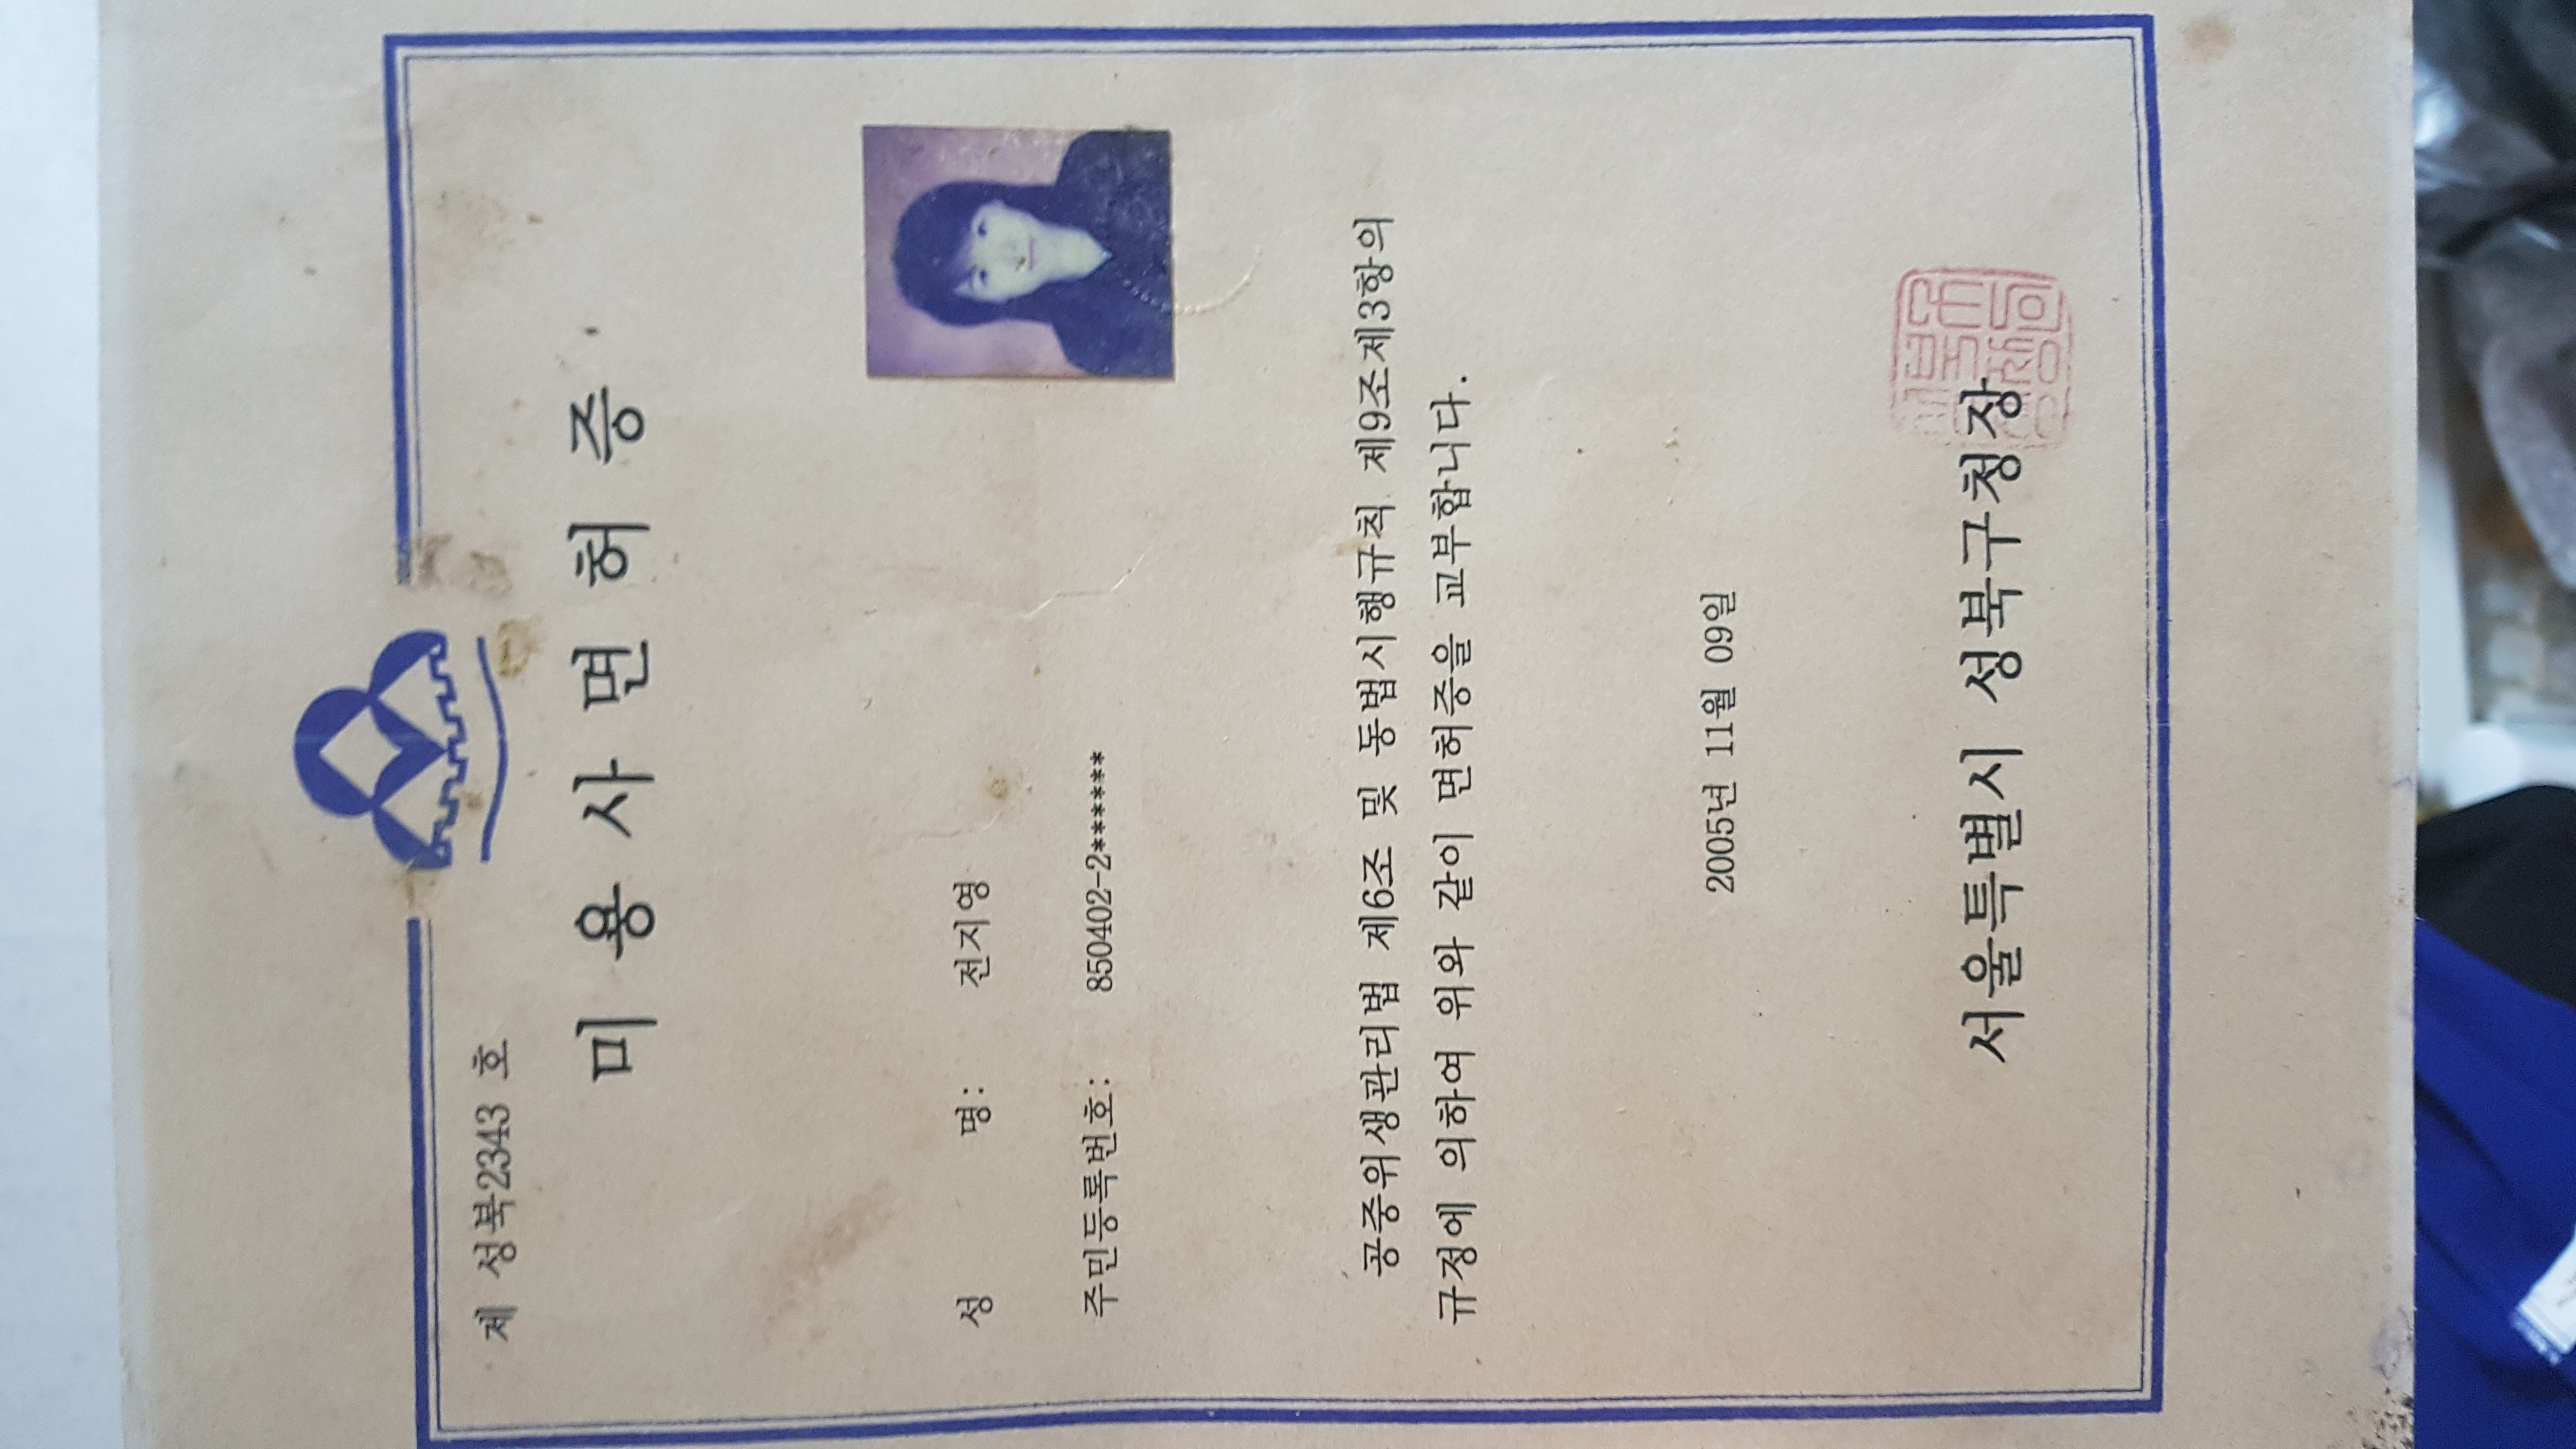 제 성북2343 호
미 용 사 면 허 증
성 명: 전지영
주민등록번호: 850402-2******
공중위생관리법 제6조 및 동법시행규칙 제9조제3항의
규정에 의하여 위와 같이 면허증을 교부합니다.
2005년 11월 09일
서울특별시 성북구청장